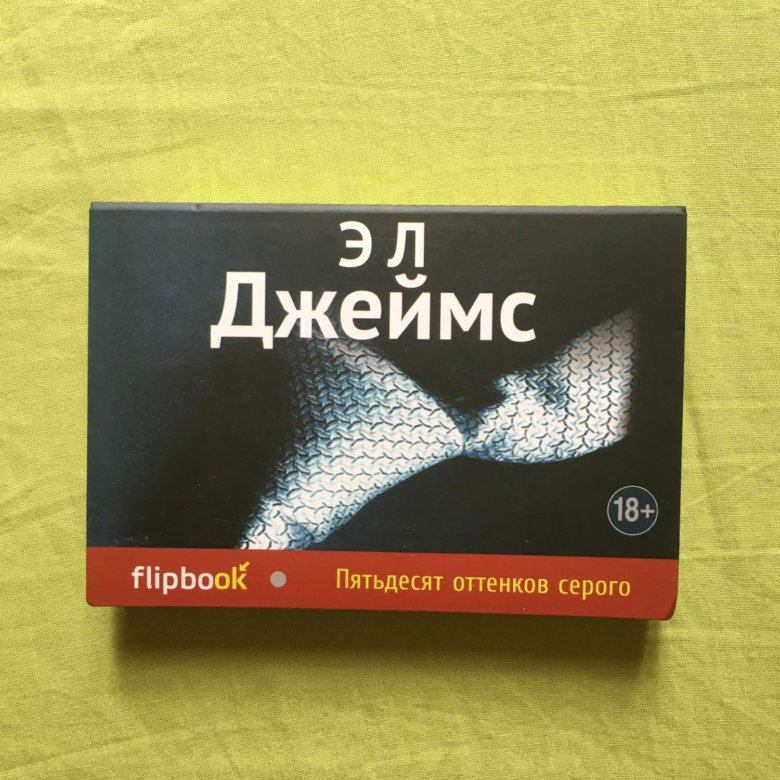 Э Л
Джеймс
18+
flipbook
Пятьдесят оттенков серого